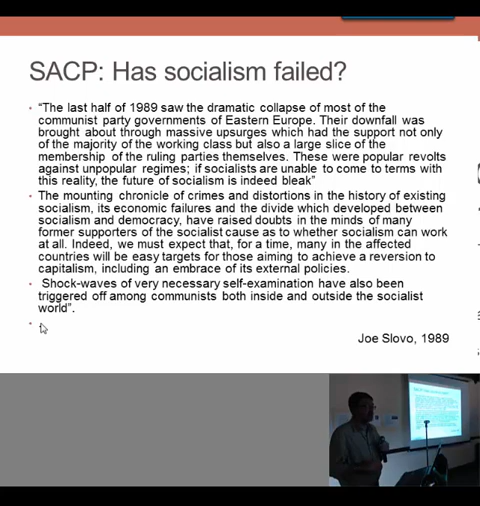 SACP: Has socialism failed?
“The last half of 1989 saw the dramatic collapse of most of the
communist party governments of Eastern Europe. Their downfall was
brought about through massive upsurges which had the support not only
of the majority of the working class but also a large slice of the
membership of the ruling parties themselves. These were popular revolts
against unpopular regimes; if socialists are unable to come to terms with
this reality, the future of socialism is indeed bleak”
The mounting chronicle of crimes and distortions in the history of existing
socialism, its economic failures and the divide which developed between
socialism and democracy, have raised doubts in the minds of many
former supporters of the socialist cause as to whether socialism can work
at all. Indeed, we must expect that, for a time, many in the affected
countries will be easy targets for those aiming to achieve a reversion to
capitalism, including an embrace of its external policies.
Shock-waves of very necessary self-examination have also been
triggered off among communists both inside and outside the socialist
world”.
Joe Slovo, 1989